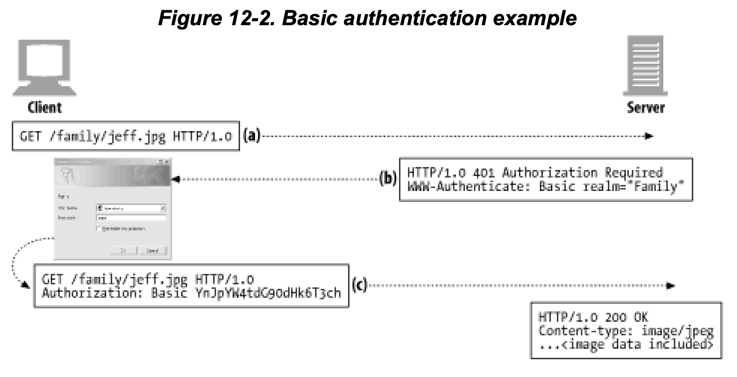 Figure 12-2. Basic authentication example
Client
Server
GET /family/jeff.jpg HTTP/1.0
(a)
HTTP/1.0 401 Authorization Required
WWW-Authenticate: Basic realm="Family"
(b)
Cancel
GET /family/jeff.jpg HTTP/1.0
Authorization: Basic YnJpYW4tdG90dHk6T3ch
(c)
HTTP/1.0 200 OK
Content-type: image/jpeg
...<image data included>